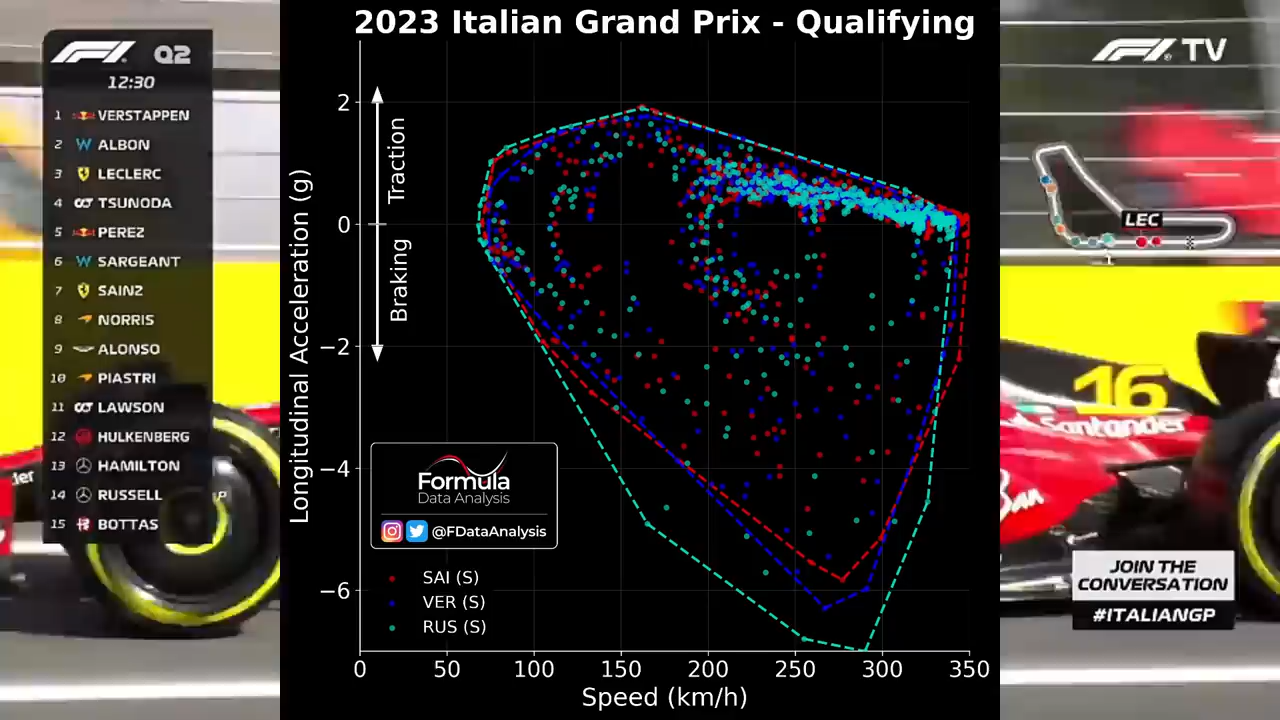 2023 Italian Grand Prix - Qualifying
F1 Q2
12:30
1 VERSTAPPEN
2 ALBON
3 LECLERC
4 TSUNODA
5 PEREZ
6 SARGEANT
7 SAINZ
8 NORRIS
9 ALONSO
10 PIASTRI
11 LAWSON
12 HULKENBERG
13 HAMILTON
14 RUSSELL
15 BOTTAS
Longitudinal Acceleration (g)
2
0
−2
−4
−6
Traction
Braking
Formula
Data Analysis
@FDataAnalysis
SAI (S)
VER (S)
RUS (S)
0 50 100 150 200 250 300 350
Speed (km/h)
F1 TV
LEC
1
16
Santander
JOIN THE
CONVERSATION
#ITALIANGP